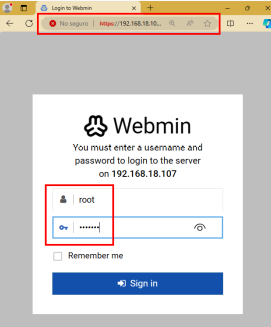 Login to Webmin
No seguro https://192.168.18.10...
Webmin
You must enter a username and
password to login to the server
on 192.168.18.107
root
•••••••
Remember me
Sign in